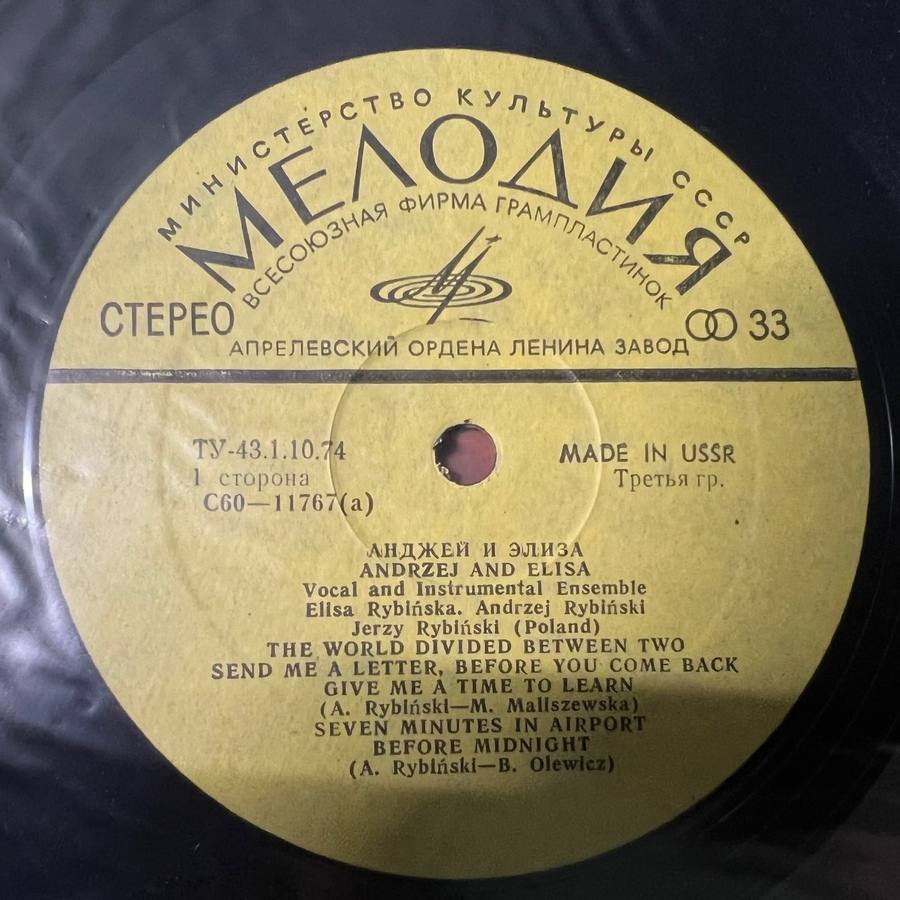 МИНИСТЕРСТВО КУЛЬТУРЫ СССР
МЕЛОДИЯ
ВСЕСОЮЗНАЯ ФИРМА ГРАМПЛАСТИНОК
СТЕРЕО
33
АПРЕЛЕВСКИЙ ОРДЕНА ЛЕНИНА ЗАВОД
ТУ-43.1.10.74
MADE IN USSR
1 сторона
Третья гр.
С60—11767(а)
АНДЖЕЙ И ЭЛИЗА
ANDRZEJ AND ELISA
Vocal and Instrumental Ensemble
Elisa Rybińska. Andrzej Rybiński
Jerzy Rybiński (Poland)
THE WORLD DIVIDED BETWEEN TWO
SEND ME A LETTER, BEFORE YOU COME BACK
GIVE ME A TIME TO LEARN
(A. Rybiński—M. Maliszewska)
SEVEN MINUTES IN AIRPORT
BEFORE MIDNIGHT
(A. Rybiński—B. Olewicz)